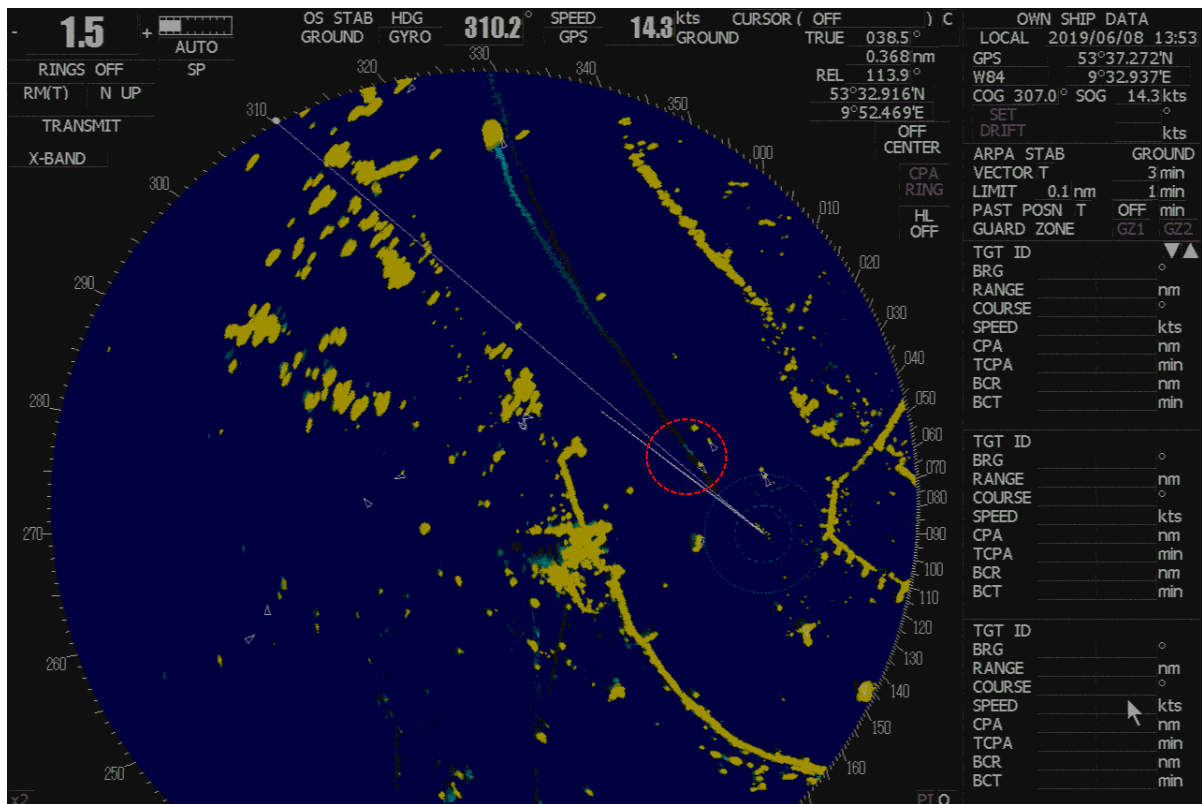 - 1.5 +
AUTO
RINGS OFF SP
RM(T) N UP
TRANSMIT
X-BAND
OS STAB HDG 310.2° SPEED 14.3 kts
GROUND GYRO GPS GROUND
CURSOR ( OFF ) C
TRUE 038.5°
0.368 nm
REL 113.9°
53°32.916'N
9°52.469'E
OFF
CENTER
CPA
RING
HL
OFF
250
260
270
280
290
300
310
320
330
340
350
000
010
020
030
040
050
060
070
080
090
100
110
120
130
140
150
160
x2
PI O
OWN SHIP DATA
LOCAL 2019/06/08 13:53
GPS 53°37.272'N
W84 9°32.937'E
COG 307.0° SOG 14.3 kts
SET °
DRIFT kts
ARPA STAB GROUND
VECTOR T 3 min
LIMIT 0.1 nm 1 min
PAST POSN T OFF min
GUARD ZONE GZ1 GZ2
TGT ID
BRG °
RANGE nm
COURSE °
SPEED kts
CPA nm
TCPA min
BCR nm
BCT min
TGT ID
BRG °
RANGE nm
COURSE °
SPEED kts
CPA nm
TCPA min
BCR nm
BCT min
TGT ID
BRG °
RANGE nm
COURSE °
SPEED kts
CPA nm
TCPA min
BCR nm
BCT min